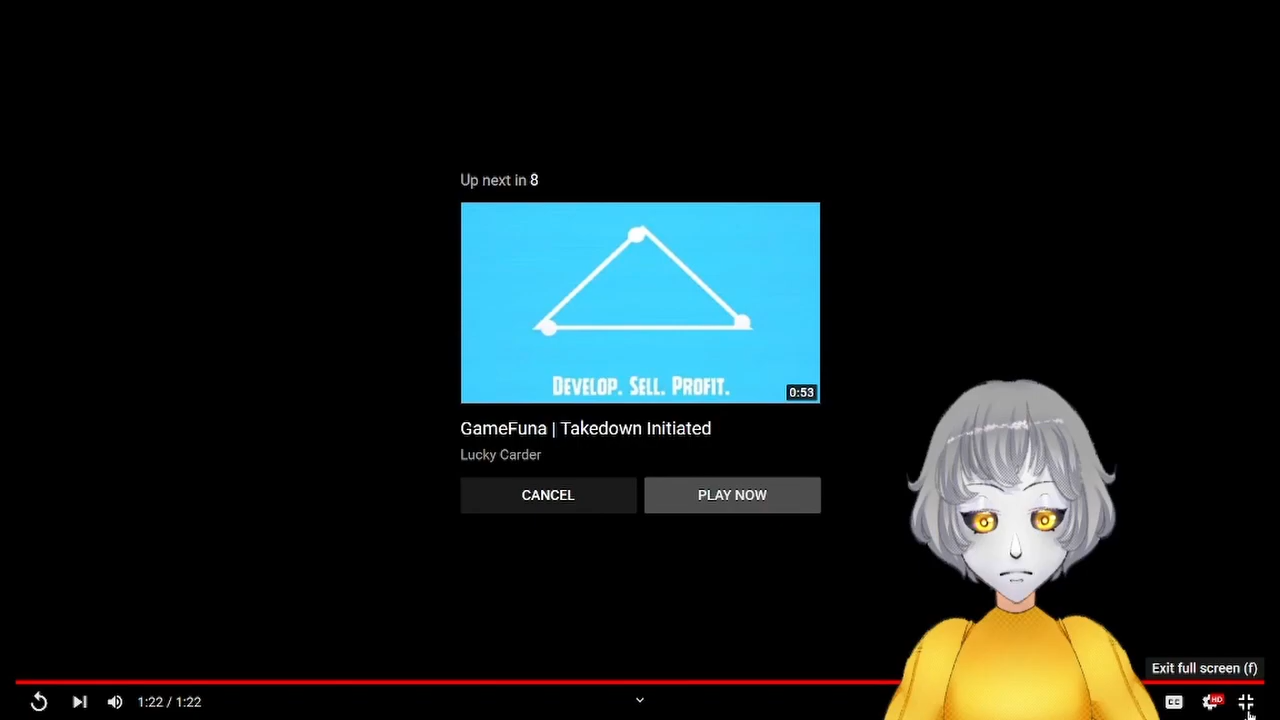 Up next in 8
DEVELOP. SELL. PROFIT.
0:53
GameFuna | Takedown Initiated
Lucky Carder
CANCEL
PLAY NOW
Exit full screen (f)
1:22 / 1:22
CC
HD